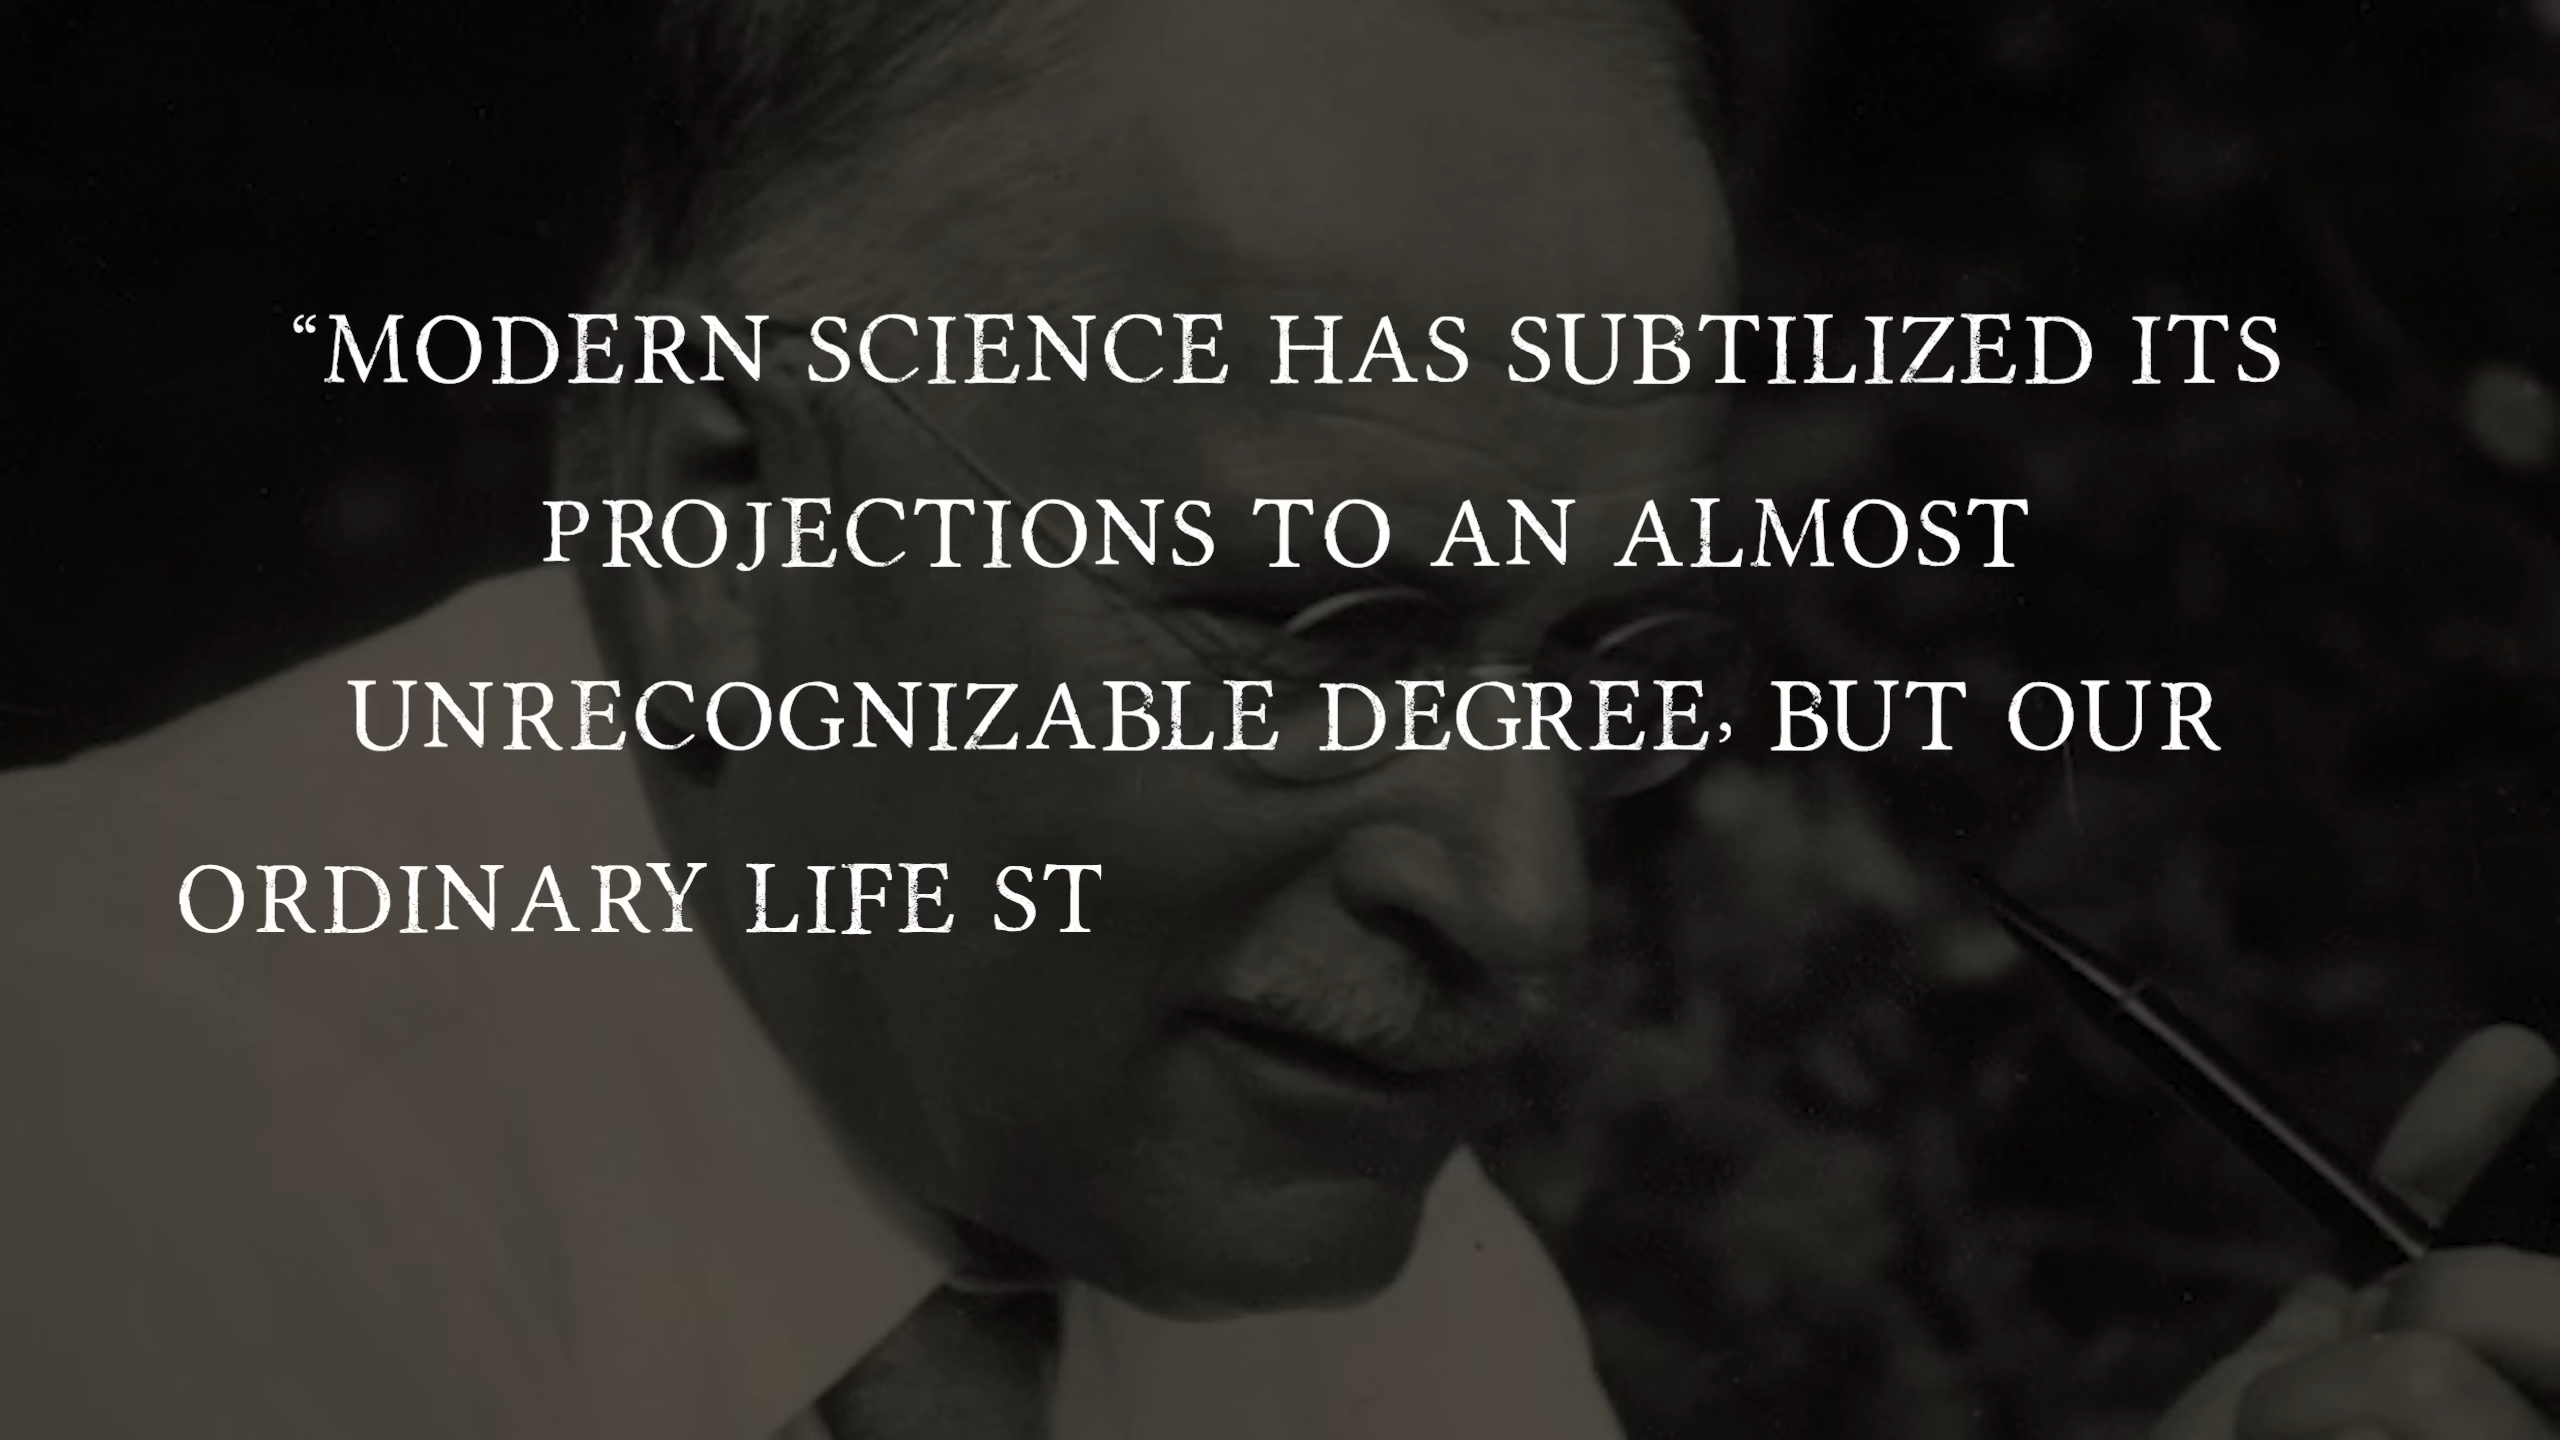 “MODERN SCIENCE HAS SUBTILIZED ITS
PROJECTIONS TO AN ALMOST
UNRECOGNIZABLE DEGREE, BUT OUR
ORDINARY LIFE ST